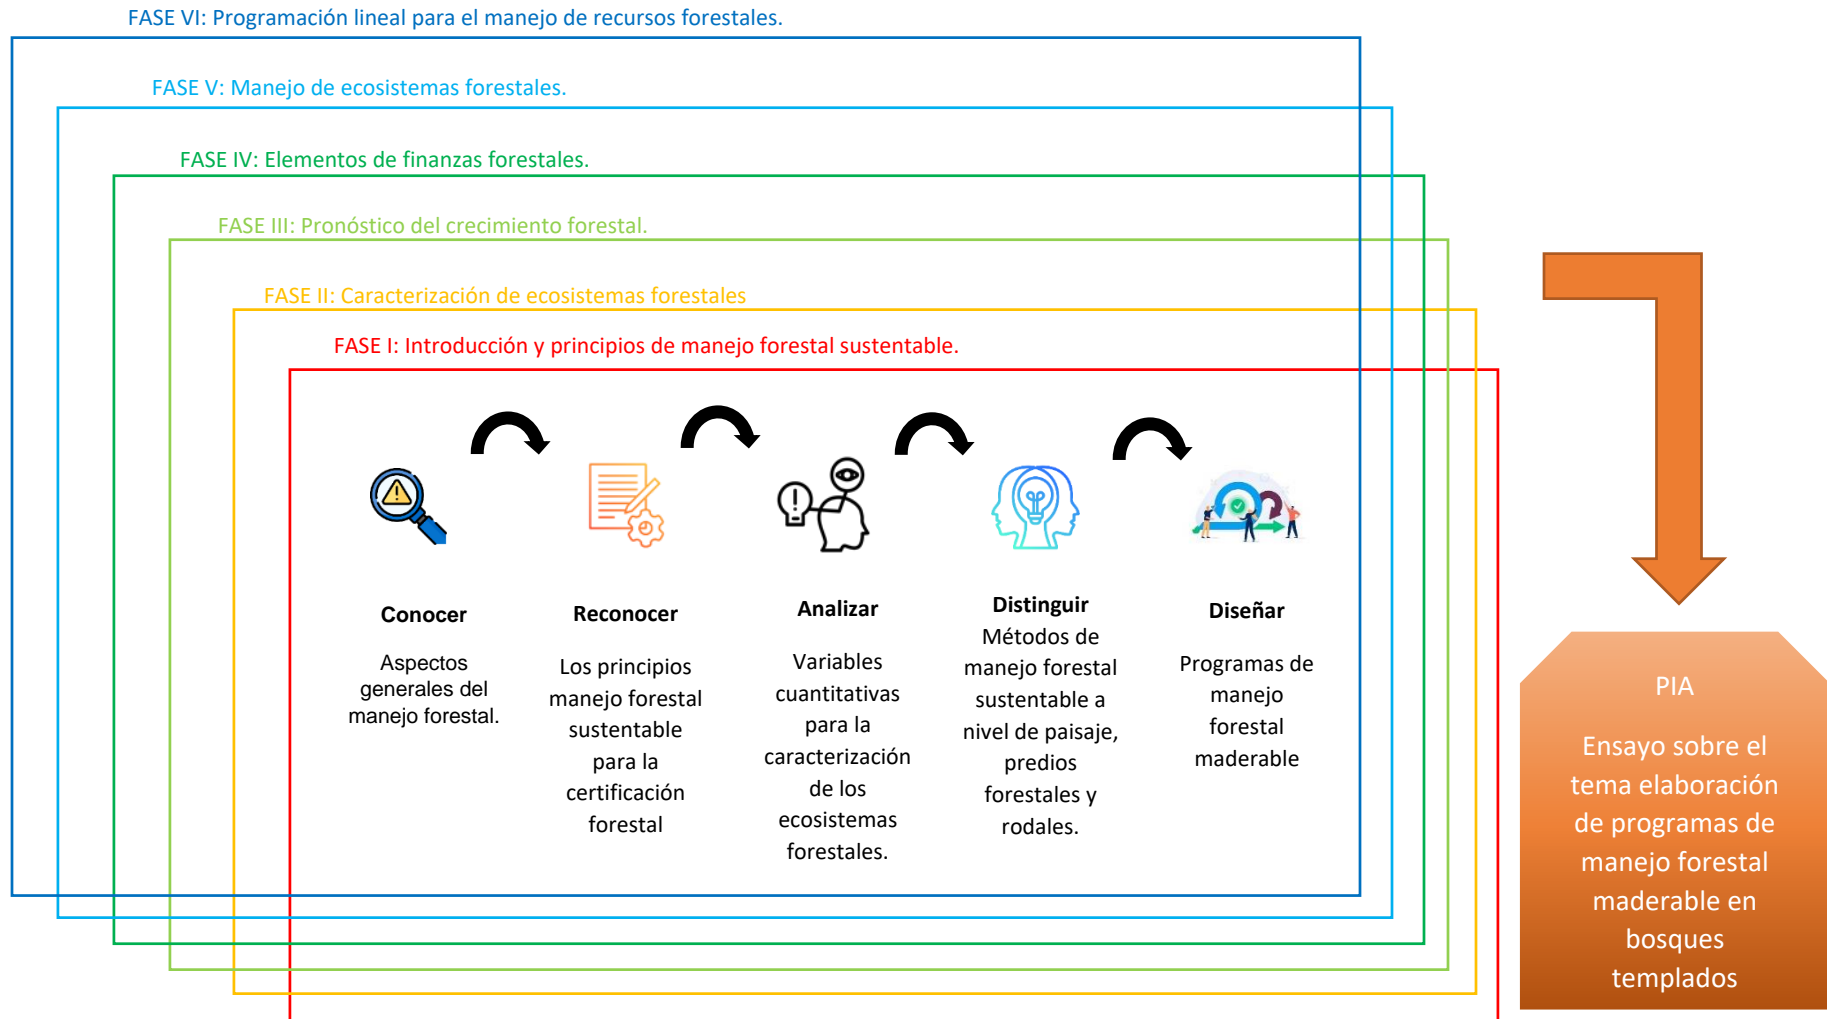 FASE VI: Programación lineal para el manejo de recursos forestales.
FASE V: Manejo de ecosistemas forestales.
FASE IV: Elementos de finanzas forestales.
FASE III: Pronóstico del crecimiento forestal.
FASE II: Caracterización de ecosistemas forestales
FASE I: Introducción y principios de manejo forestal sustentable.
Conocer
Aspectos
generales del
manejo forestal.
Reconocer
Los principios
manejo forestal
sustentable
para la
certificación
forestal
Analizar
Variables
cuantitativas
para la
caracterización
de los
ecosistemas
forestales.
Distinguir
Métodos de
manejo forestal
sustentable a
nivel de paisaje,
predios
forestales y
rodales.
Diseñar
Programas de
manejo
forestal
maderable
PIA
Ensayo sobre el
tema elaboración
de programas de
manejo forestal
maderable en
bosques
templados